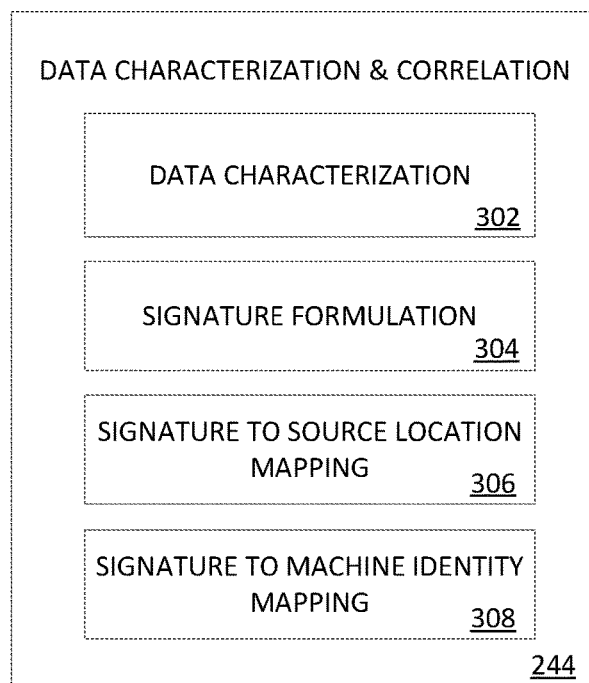 DATA CHARACTERIZATION & CORRELATION
DATA CHARACTERIZATION
302
SIGNATURE FORMULATION
304
SIGNATURE TO SOURCE LOCATION
MAPPING
306
SIGNATURE TO MACHINE IDENTITY
MAPPING
308
244